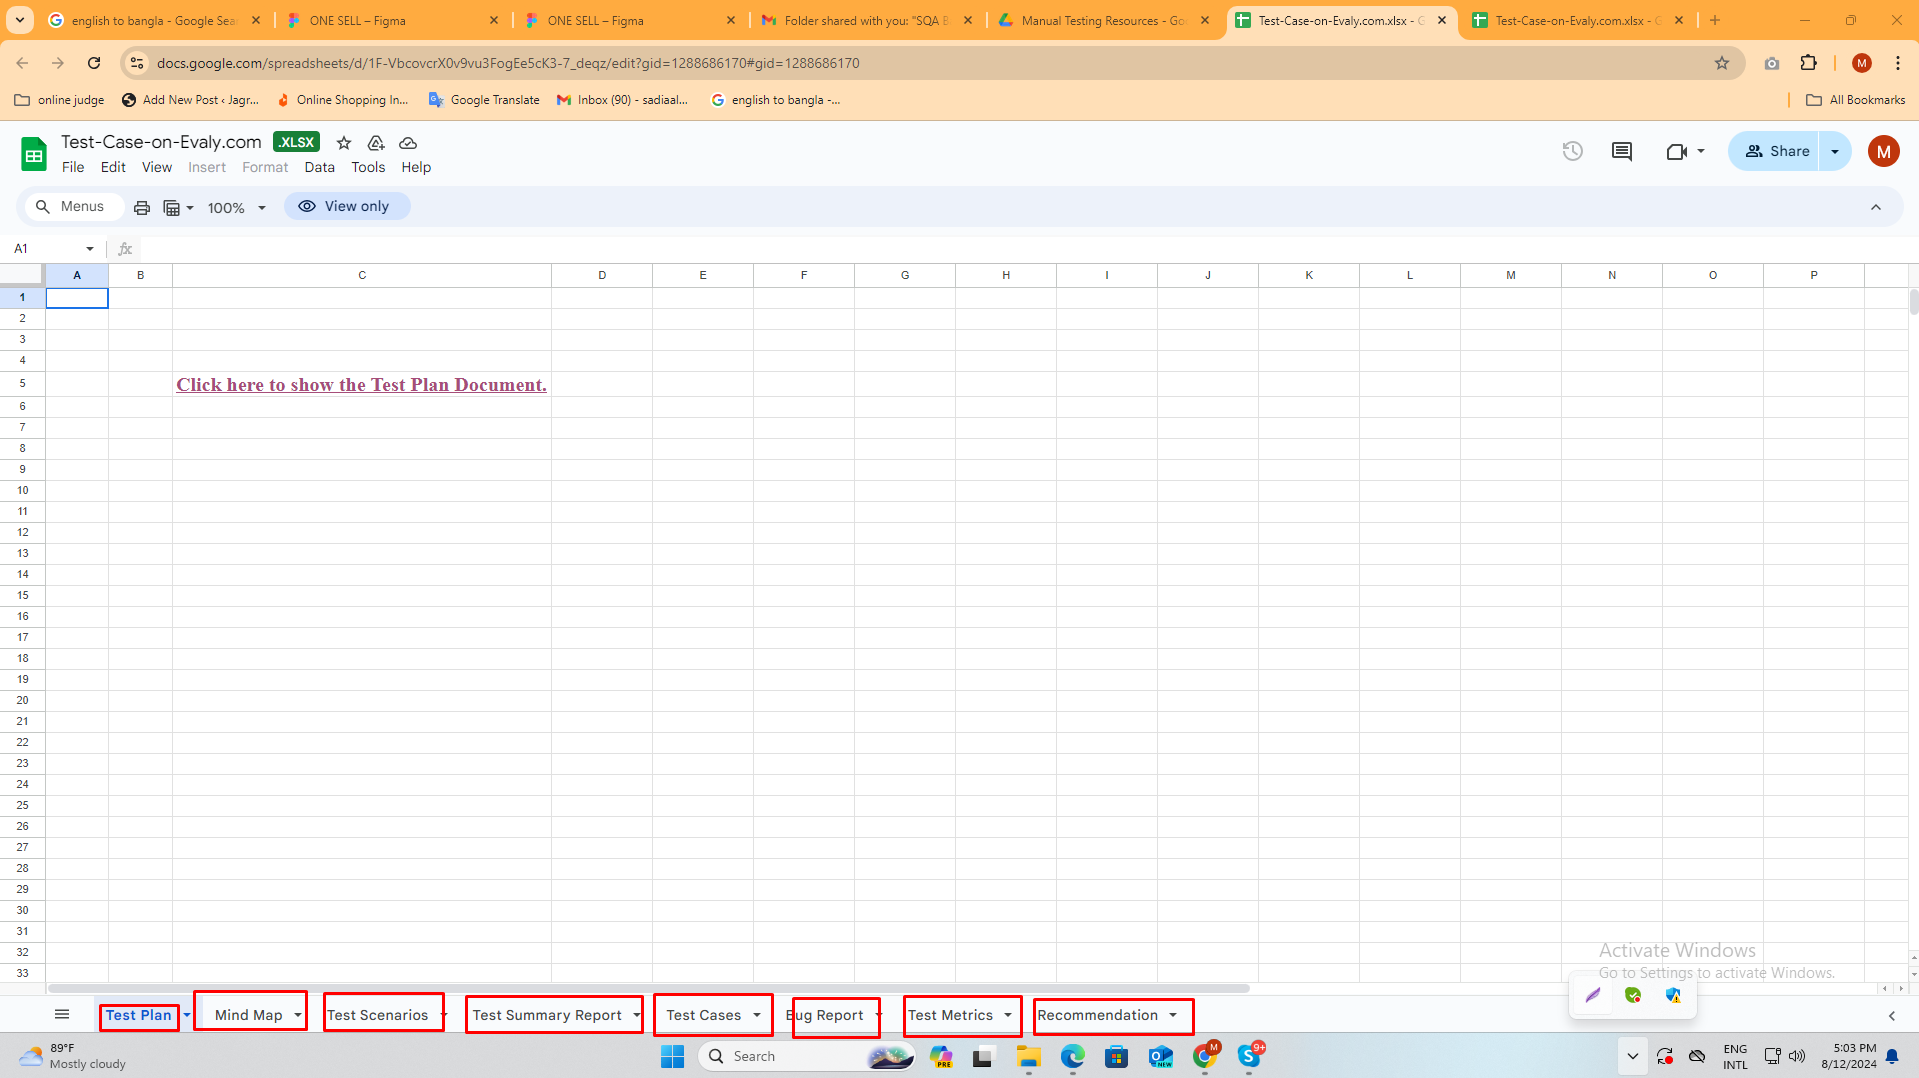 english to bangla - Google Sea
ONE SELL – Figma
ONE SELL – Figma
Folder shared with you: "SQA B
Manual Testing Resources - Go
Test-Case-on-Evaly.com.xlsx - G
Test-Case-on-Evaly.com.xlsx - G
docs.google.com/spreadsheets/d/1F-VbcovcrX0v9vu3FogEe5cK3-7_deqz/edit?gid=1288686170#gid=1288686170
M
online judge
Add New Post ‹ Jagr...
Online Shopping In...
Google Translate
Inbox (90) - sadiaal...
english to bangla -...
All Bookmarks
Test-Case-on-Evaly.com .XLSX
File Edit View Insert Format Data Tools Help
Share
M
Menus
100%
View only
A1
fx
A B C D E F G H I J K L M N O P
1
2
3
4
5 Click here to show the Test Plan Document.
6
7
8
9
10
11
12
13
14
15
16
17
18
19
20
21
22
23
24
25
26
27
28
29
30
31
32
33
Activate Windows
Go to Settings to activate Windows.
Test Plan Mind Map Test Scenarios Test Summary Report Test Cases Bug Report Test Metrics Recommendation
89°F
Mostly cloudy
Search
PRE
NEW
M
9+
ENG
INTL
5:03 PM
8/12/2024